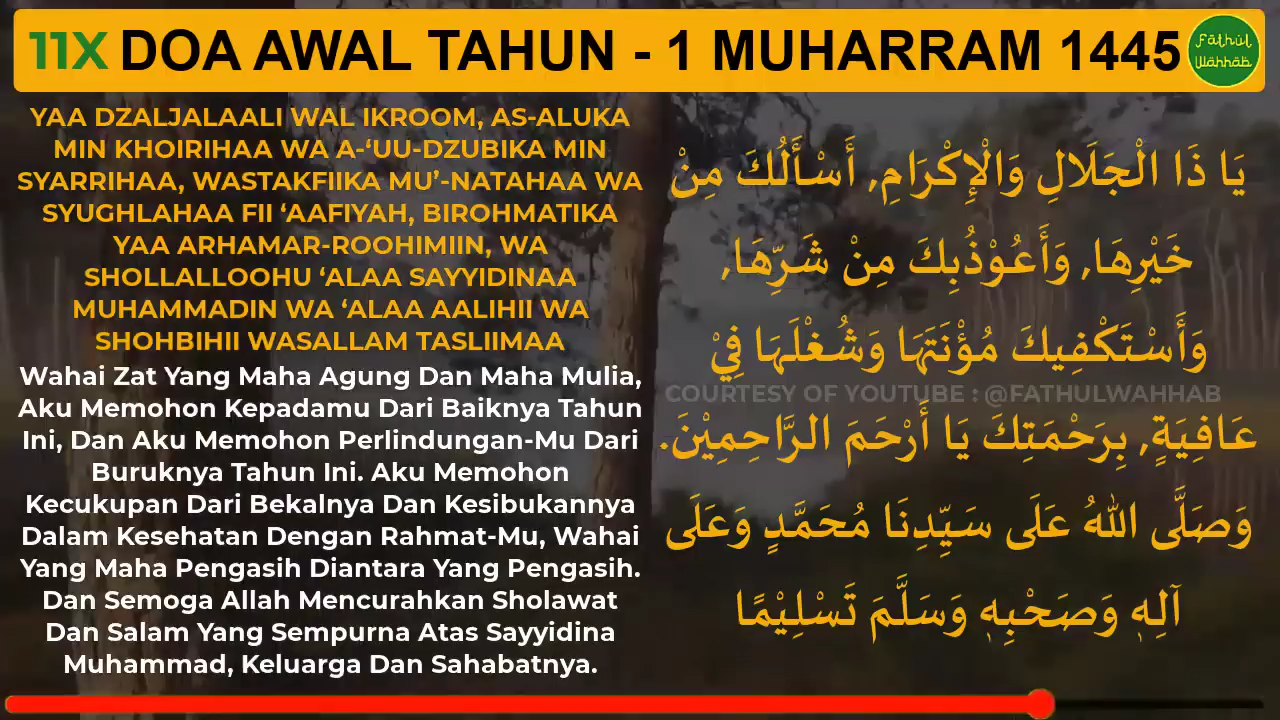 11X DOA AWAL TAHUN - 1 MUHARRAM 1445
Fathul
Wahhab
YAA DZALJALAALI WAL IKROOM, AS-ALUKA
MIN KHOIRIHAA WA A-‘UU-DZUBIKA MIN
SYARRIHAA, WASTAKFIIKA MU’-NATAHAA WA
SYUGHLAHAA FII ‘AAFIYAH, BIROHMATIKA
YAA ARHAMAR-ROOHIMIIN, WA
SHOLLALLOOHU ‘ALAA SAYYIDINAA
MUHAMMADIN WA ‘ALAA AALIHII WA
SHOHBIHII WASALLAM TASLIIMAA
Wahai Zat Yang Maha Agung Dan Maha Mulia,
Aku Memohon Kepadamu Dari Baiknya Tahun
Ini, Dan Aku Memohon Perlindungan-Mu Dari
Buruknya Tahun Ini. Aku Memohon
Kecukupan Dari Bekalnya Dan Kesibukannya
Dalam Kesehatan Dengan Rahmat-Mu, Wahai
Yang Maha Pengasih Diantara Yang Pengasih.
Dan Semoga Allah Mencurahkan Sholawat
Dan Salam Yang Sempurna Atas Sayyidina
Muhammad, Keluarga Dan Sahabatnya.
يَا ذَا الْجَلَالِ وَالْإِكْرَامِ, أَسْأَلُكَ مِنْ
خَيْرِهَا, وَأَعُوْذُبِكَ مِنْ شَرِّهَا,
وَأَسْتَكْفِيكَ مُؤْنَتَهَا وَشُغْلَهَا فِيْ
COURTESY OF YOUTUBE : @FATHULWAHHAB
عَافِيَةٍ, بِرَحْمَتِكَ يَا أَرْحَمَ الرَّاحِمِيْنَ.
وَصَلَّى اللهُ عَلَى سَيِّدِنَا مُحَمَّدٍ وَعَلَى
آلِهٖ وَصَحْبِهٖ وَسَلَّمَ تَسْلِيْمًا